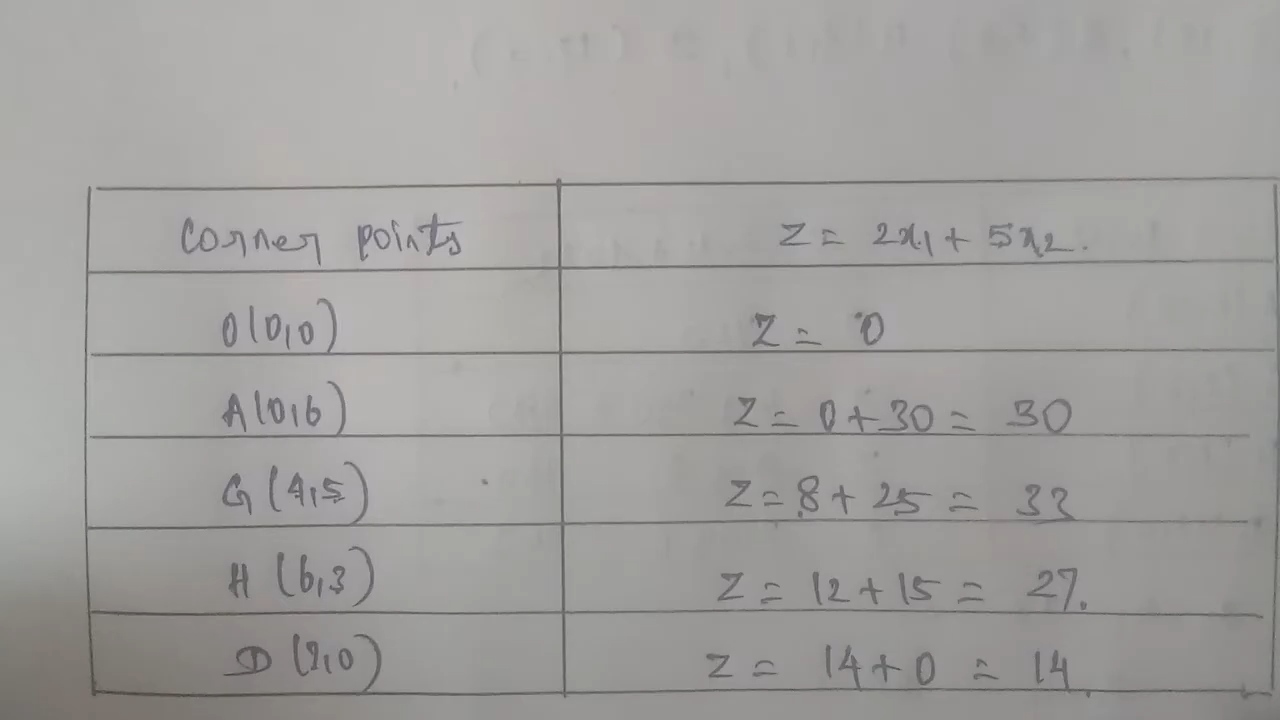 Corner points Z = 2x₁ + 5x₂.
O(0,0) Z = 0
A(0,6) Z = 0+30 = 30
G(4,5) Z = 8+25 = 33
H(6,3) Z = 12+15 = 27.
D(7,0) Z = 14+0 = 14